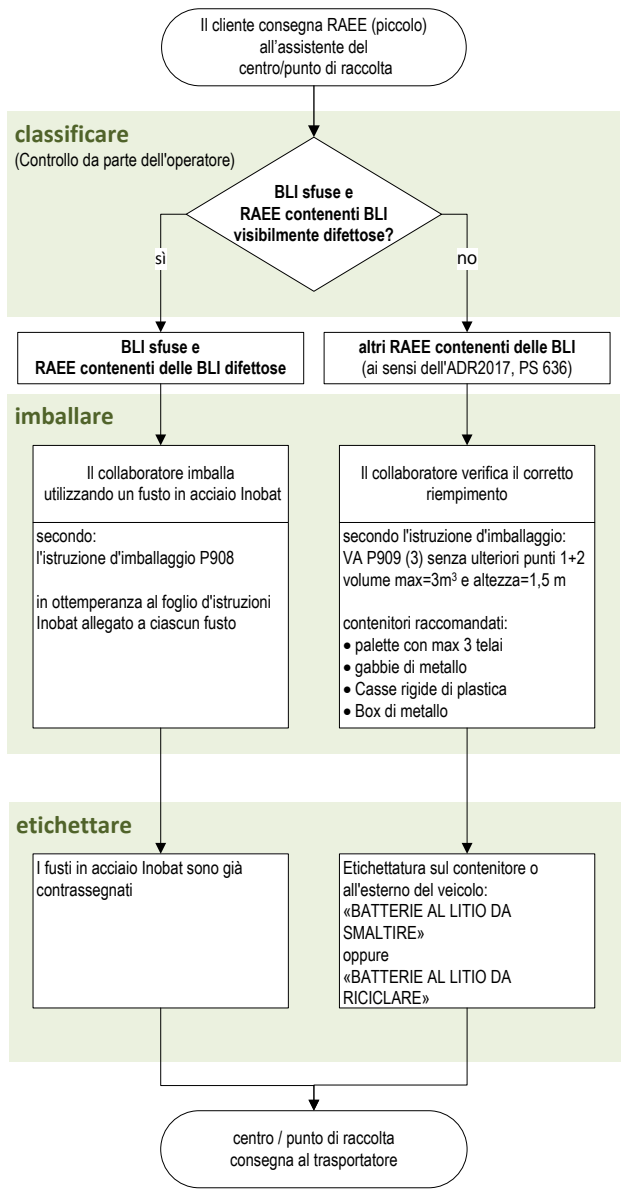 Il cliente consegna RAEE (piccolo)
all'assistente del
centro/punto di raccolta
classificare
(Controllo da parte dell'operatore)
BLI sfuse e
RAEE contenenti BLI
visibilmente difettose?
sì
no
BLI sfuse e
RAEE contenenti delle BLI difettose
altri RAEE contenenti delle BLI
(ai sensi dell'ADR2017, PS 636)
imballare
Il collaboratore imballa
utilizzando un fusto in acciaio Inobat
secondo:
l'istruzione d'imballaggio P908
in ottemperanza al foglio d'istruzioni
Inobat allegato a ciascun fusto
Il collaboratore verifica il corretto
riempimento
secondo l'istruzione d'imballaggio:
VA P909 (3) senza ulteriori punti 1+2
volume max=3m³ e altezza=1,5 m
contenitori raccomandati:
• palette con max 3 telai
• gabbie di metallo
• Casse rigide di plastica
• Box di metallo
etichettare
I fusti in acciaio Inobat sono già
contrassegnati
Etichettatura sul contenitore o
all'esterno del veicolo:
«BATTERIE AL LITIO DA
SMALTIRE»
oppure
«BATTERIE AL LITIO DA
RICICLARE»
centro / punto di raccolta
consegna al trasportatore